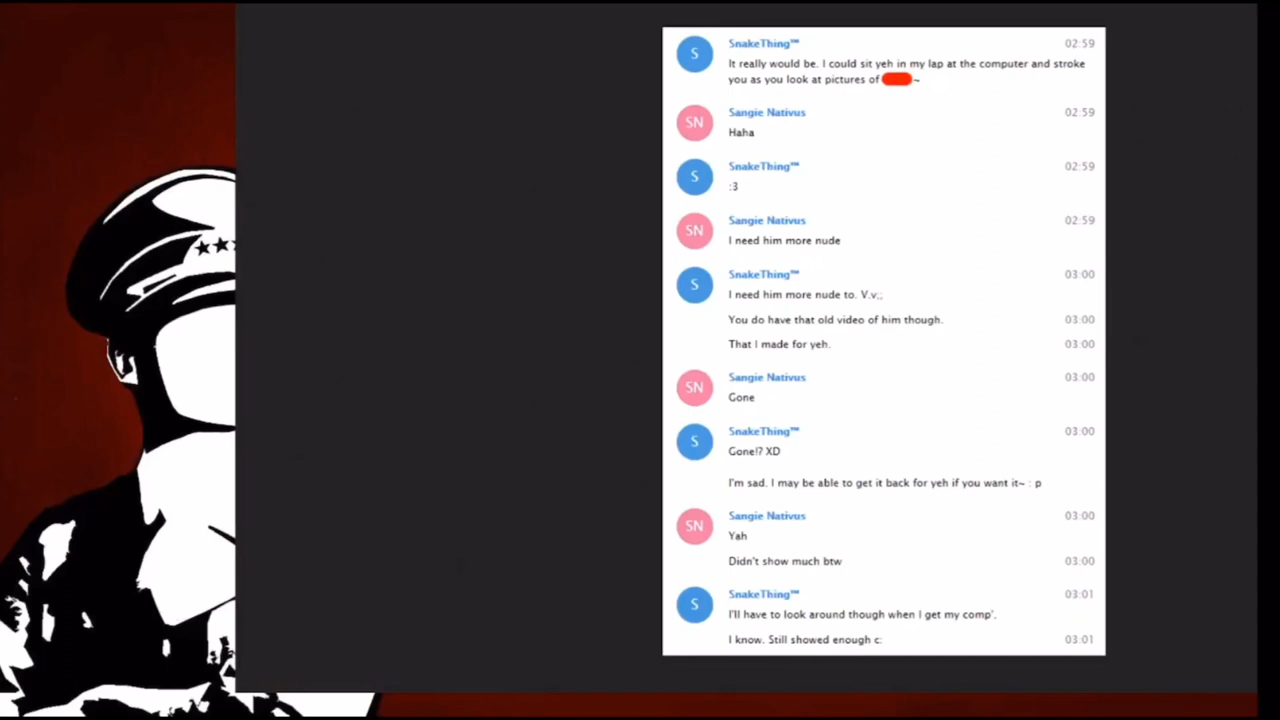 SnakeThing™ 02:59
It really would be. I could sit yeh in my lap at the computer and stroke
you as you look at pictures of ~
Sangie Nativus 02:59
Haha
SnakeThing™ 02:59
:3
Sangie Nativus 02:59
I need him more nude
SnakeThing™ 03:00
I need him more nude to. V.v;;
You do have that old video of him though. 03:00
That I made for yeh. 03:00
Sangie Nativus 03:00
Gone
SnakeThing™ 03:00
Gone!? XD
I'm sad. I may be able to get it back for yeh if you want it~ : p
Sangie Nativus 03:00
Yah
Didn't show much btw 03:00
SnakeThing™ 03:01
I'll have to look around though when I get my comp'.
I know. Still showed enough c: 03:01
S
SN
S
SN
S
SN
S
SN
S